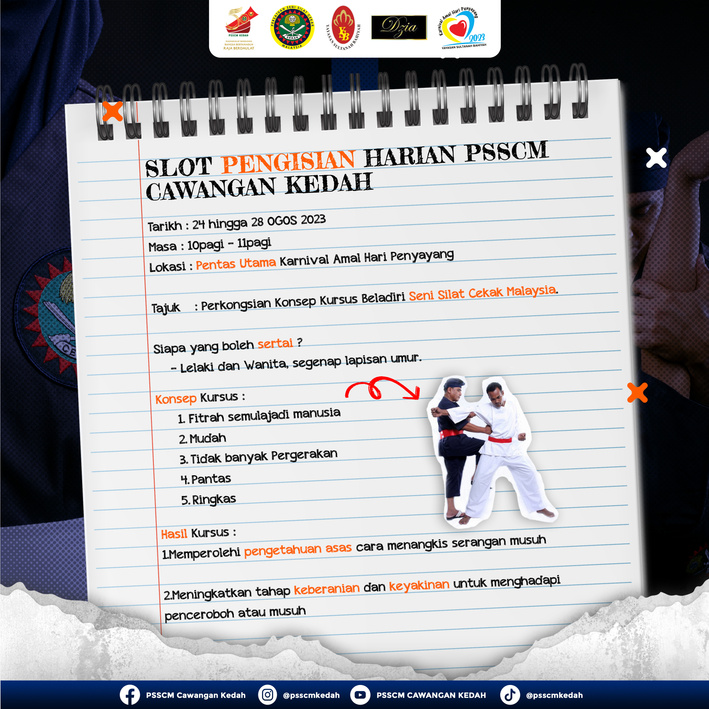 Dzia
2023
SLOT PENGISIAN HARIAN PSSCM
CAWANGAN KEDAH
Tarikh : 24 hingga 28 OGOS 2023
Masa : 10pagi - 11pagi
Lokasi : Pentas Utama Karnival Amal Hari Penyayang
Tajuk : Perkongsian Konsep Kursus Beladiri Seni Silat Cekak Malaysia.
Siapa yang boleh sertai ?
- Lelaki dan Wanita, segenap lapisan umur.
Konsep Kursus :
1. Fitrah semulajadi manusia
2. Mudah
3. Tidak banyak Pergerakan
4. Pantas
5. Ringkas
Hasil Kursus :
1.Memperolehi pengetahuan asas cara menangkis serangan musuh
2.Meningkatkan tahap keberanian dan keyakinan untuk menghadapi
penceroboh atau musuh
PSSCM Cawangan Kedah @psscmkedah PSSCM CAWANGAN KEDAH @psscmkedah